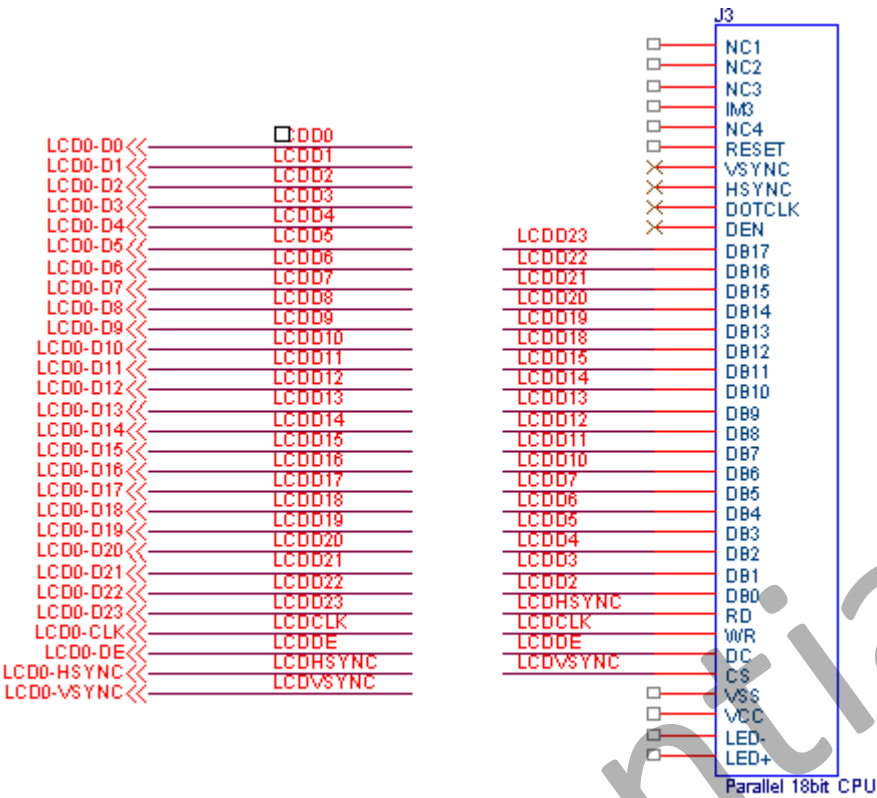 J3
NC1
NC2
NC3
IM3
NC4
RESET
VSYNC
HSYNC
DOTCLK
DEN
LCD0-D0 LCDD0
LCD0-D1 LCDD1
LCD0-D2 LCDD2
LCD0-D3 LCDD3
LCD0-D4 LCDD4
LCD0-D5 LCDD5
LCD0-D6 LCDD6
LCD0-D7 LCDD7
LCD0-D8 LCDD8
LCD0-D9 LCDD9
LCD0-D10 LCDD10
LCD0-D11 LCDD11
LCD0-D12 LCDD12
LCD0-D13 LCDD13
LCD0-D14 LCDD14
LCD0-D15 LCDD15
LCD0-D16 LCDD16
LCD0-D17 LCDD17
LCD0-D18 LCDD18
LCD0-D19 LCDD19
LCD0-D20 LCDD20
LCD0-D21 LCDD21
LCD0-D22 LCDD22
LCD0-D23 LCDD23
LCD0-CLK LCDCLK
LCD0-DE LCDDE
LCD0-HSYNC LCDHSYNC
LCD0-VSYNC LCDVSYNC
LCDD23 DB17
LCDD22 DB16
LCDD21 DB15
LCDD20 DB14
LCDD19 DB13
LCDD18 DB12
LCDD15 DB11
LCDD14 DB10
LCDD13 DB9
LCDD12 DB8
LCDD11 DB7
LCDD10 DB6
LCDD7 DB5
LCDD6 DB4
LCDD5 DB3
LCDD4 DB2
LCDD3 DB1
LCDD2 DB0
LCDHSYNC RD
LCDCLK WR
LCDDE DC
LCDVSYNC CS
VSS
VCC
LED-
LED+
Parallel 18bit CPU